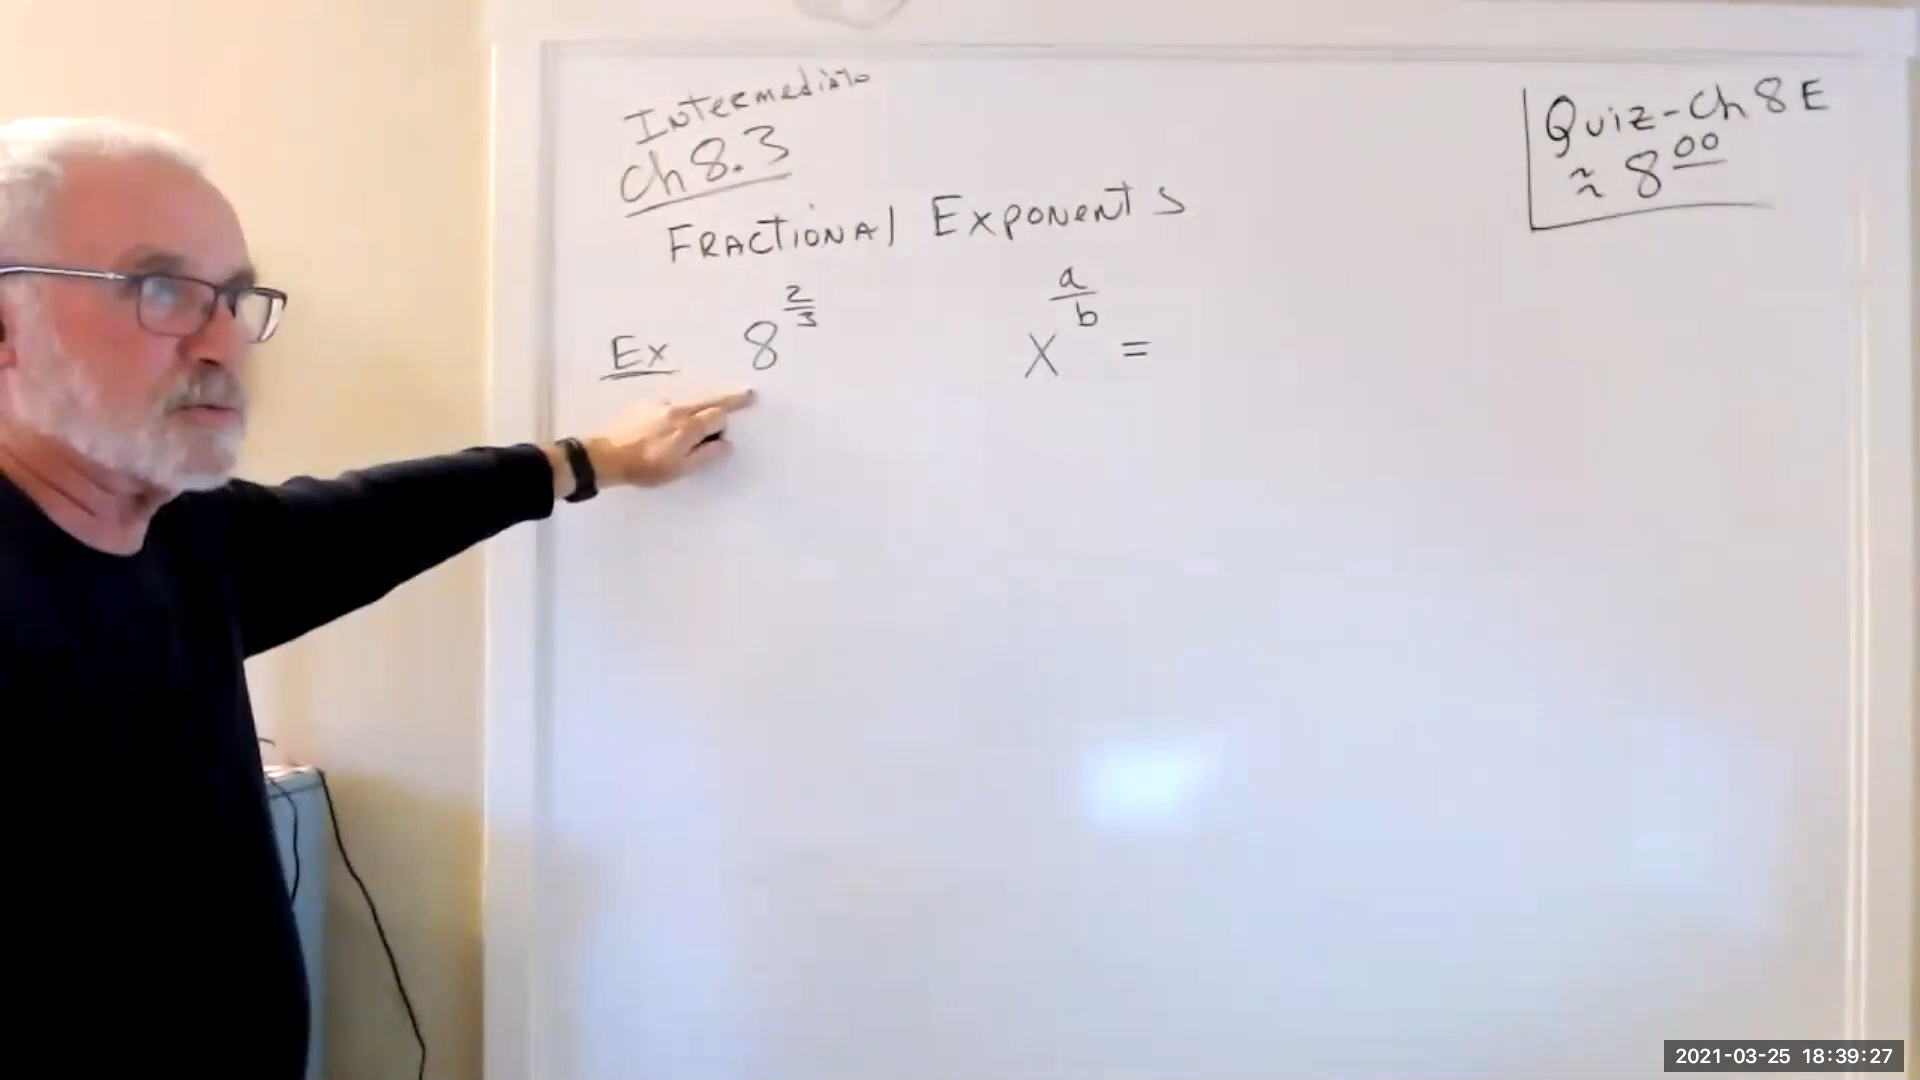 Intermediate
Ch 8.3
Fractional Exponents
Ex 8^(2/3) x^(a/b) =
Quiz-Ch 8E
≈ 8 00
2021-03-25 18:39:27